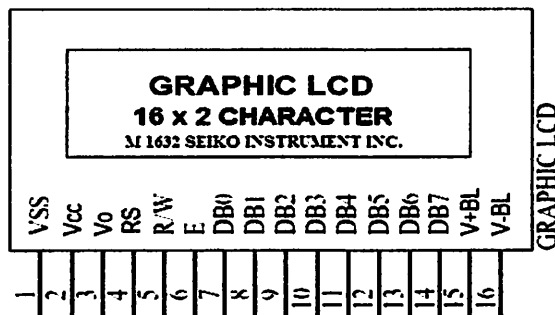 GRAPHIC LCD
16 x 2 CHARACTER
M 1632 SEIKO INSTRUMENT INC.
VSS
Vcc
Vo
RS
R/W
E
DB0
DB1
DB2
DB3
DB4
DB5
DB6
DB7
V+BL
V-BL
GRAPHIC LCD
1
2
3
4
5
6
7
8
9
10
11
12
13
14
15
16